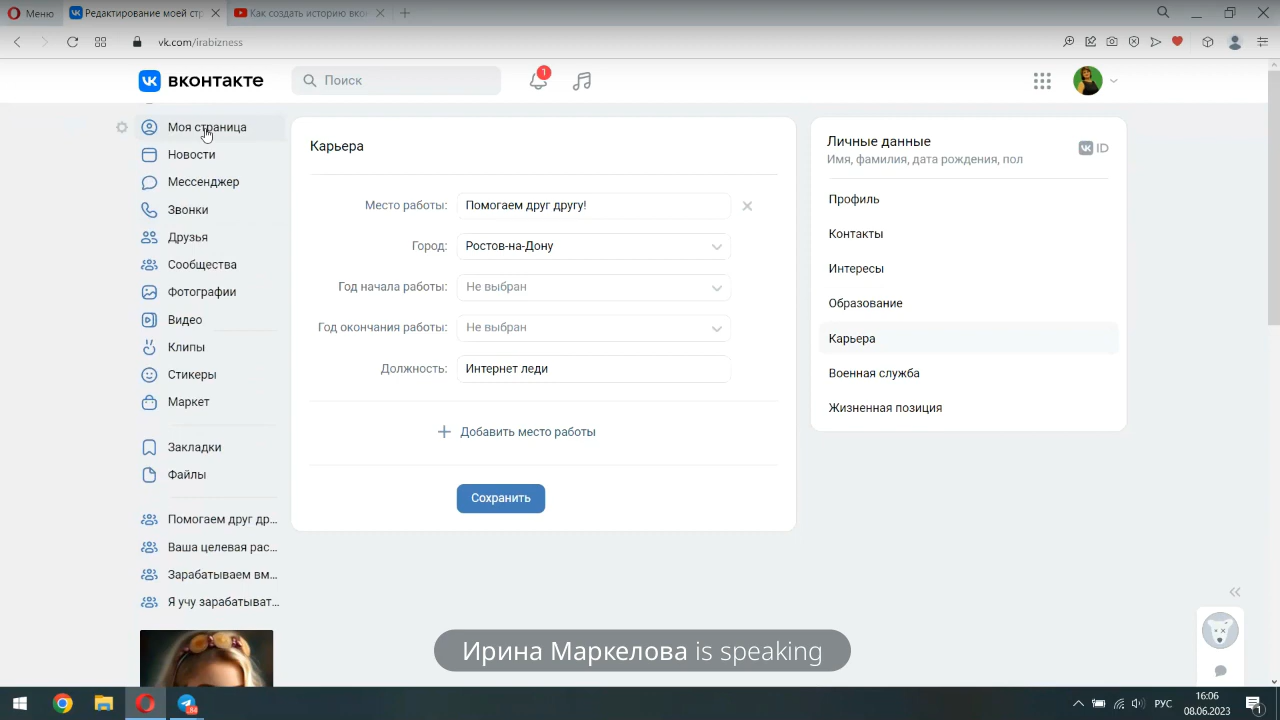 Меню
Редактирование моей стр
Как создать историю вко
vk.com/irabizness
вконтакте
Поиск
1
Моя страница
Новости
Мессенджер
Звонки
Друзья
Сообщества
Фотографии
Видео
Клипы
Стикеры
Маркет
Закладки
Файлы
Помогаем друг др...
Ваша целевая рас...
Зарабатываем вм...
Я учу зарабатыват...
Карьера
Место работы: Помогаем друг другу!
Город: Ростов-на-Дону
Год начала работы: Не выбран
Год окончания работы: Не выбран
Должность: Интернет леди
Добавить место работы
Сохранить
Личные данные
Имя, фамилия, дата рождения, пол
ID
Профиль
Контакты
Интересы
Образование
Карьера
Военная служба
Жизненная позиция
Ирина Маркелова is speaking
84
РУС
16:06
08.06.2023
1